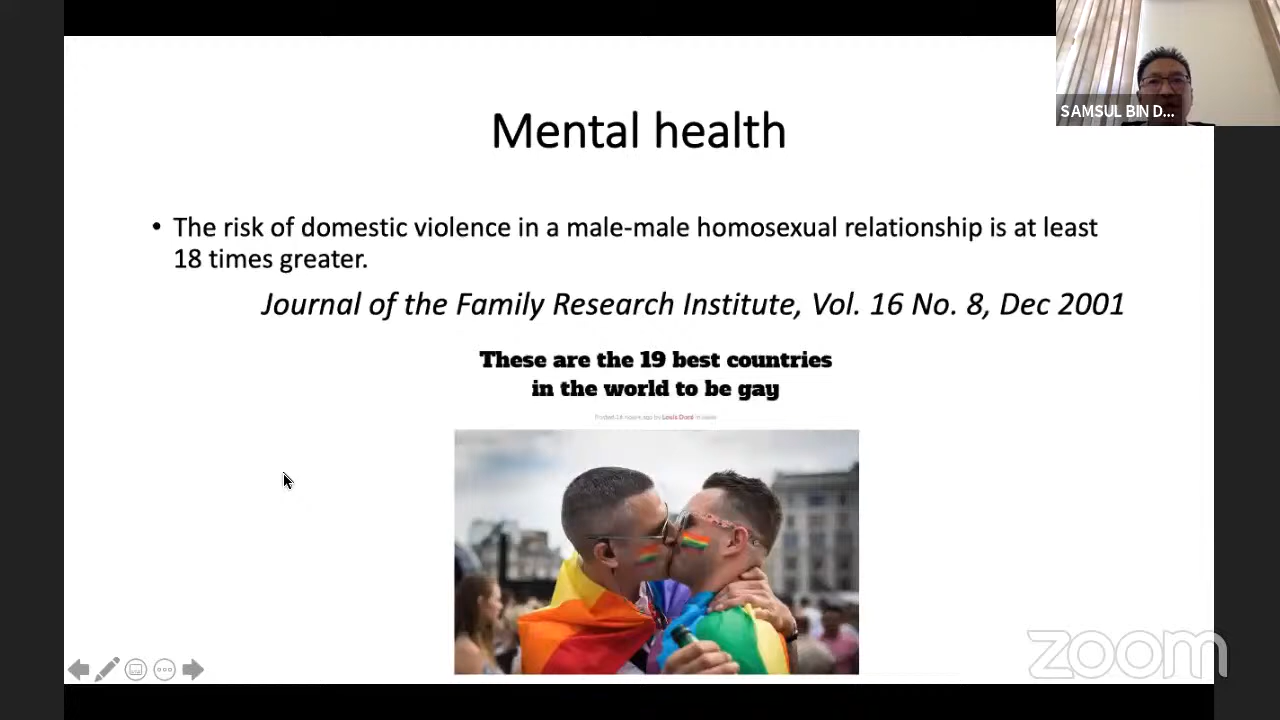 SAMSUL BIN D...
Mental health
• The risk of domestic violence in a male-male homosexual relationship is at least
18 times greater.
Journal of the Family Research Institute, Vol. 16 No. 8, Dec 2001
These are the 19 best countries
in the world to be gay
zoom